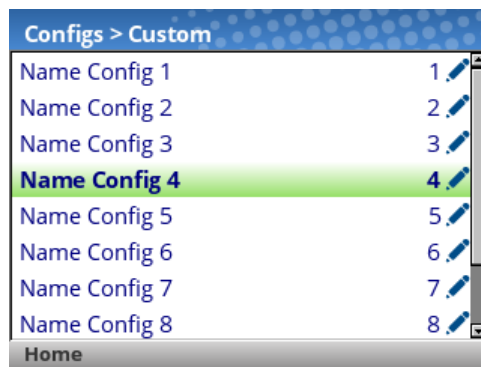 Configs > Custom
Name Config 1 1
Name Config 2 2
Name Config 3 3
Name Config 4 4
Name Config 5 5
Name Config 6 6
Name Config 7 7
Name Config 8 8
Home